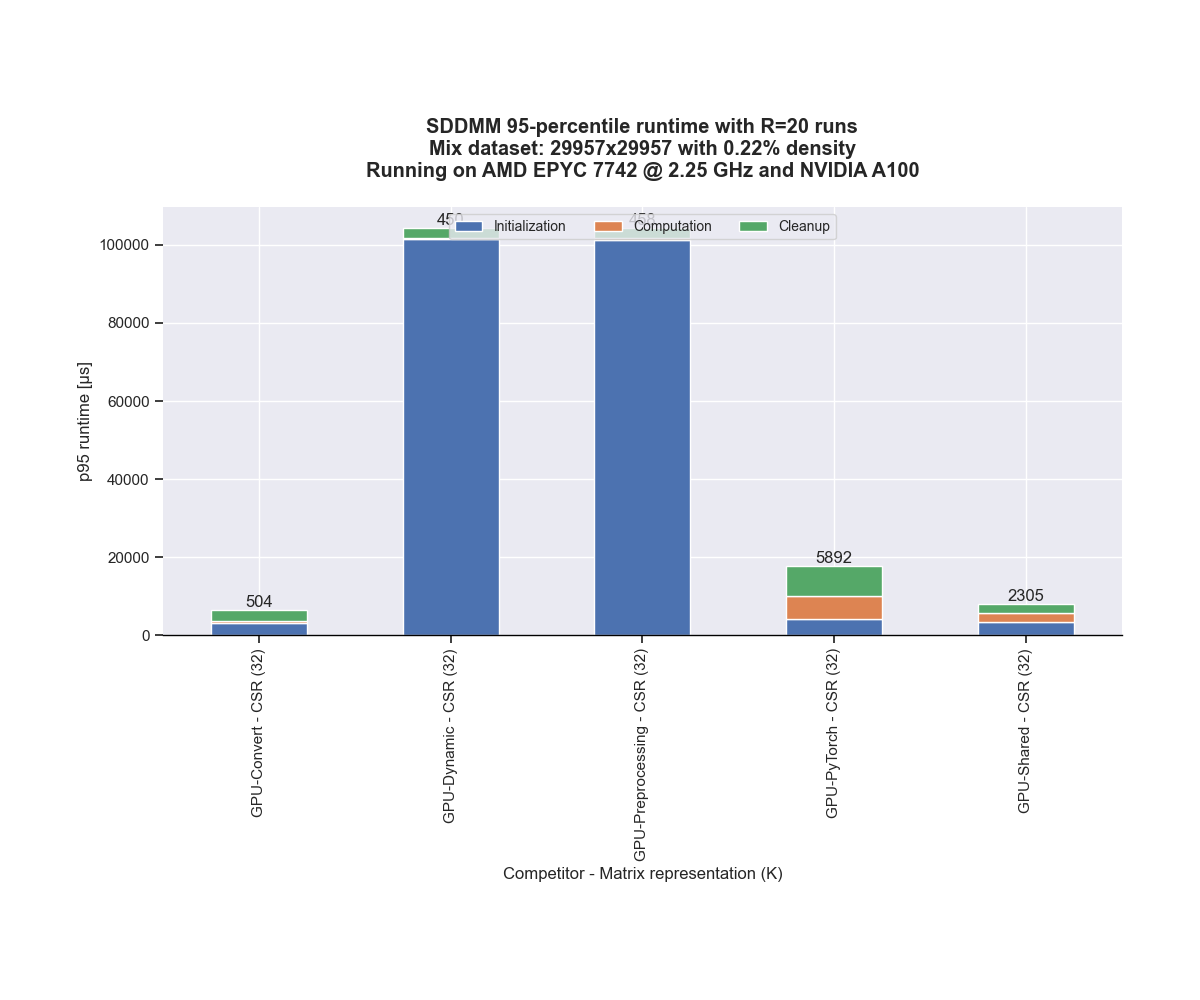 SDDMM 95-percentile runtime with R=20 runs
Mix dataset: 29957x29957 with 0.22% density
Running on AMD EPYC 7742 @ 2.25 GHz and NVIDIA A100
450
458
Initialization
Computation
Cleanup
100000
80000
60000
40000
20000
0
p95 runtime [μs]
504
5892
2305
GPU-Convert - CSR (32)
GPU-Dynamic - CSR (32)
GPU-Preprocessing - CSR (32)
GPU-PyTorch - CSR (32)
GPU-Shared - CSR (32)
Competitor - Matrix representation (K)